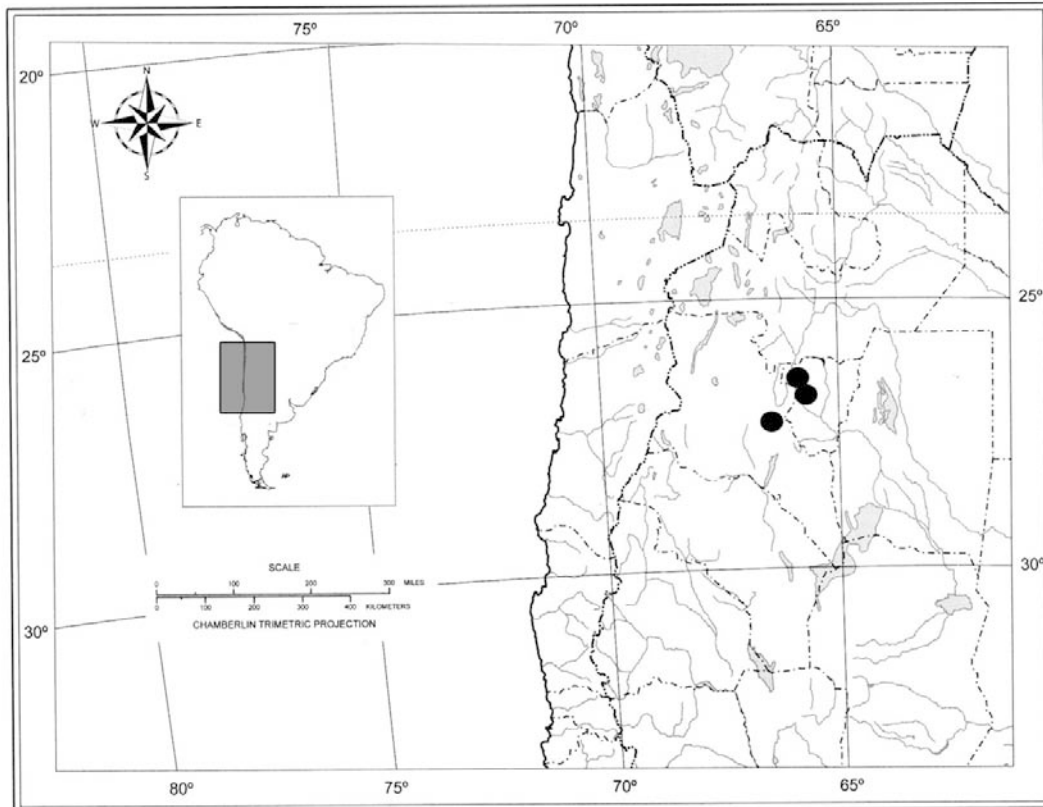 75º 70º 65º
20º
N
W E
S
25º
25º
SCALE
0 100 200 300 MILES
0 100 200 300 400 KILOMETERS
CHAMBERLIN TRIMETRIC PROJECTION
30º
30º
80º 75º 70º 65º